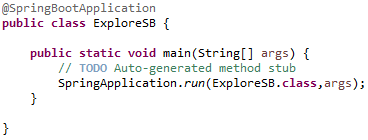 @SpringBootApplication
public class ExploreSB {
    public static void main(String[] args) {
        // TODO Auto-generated method stub
        SpringApplication.run(ExploreSB.class,args);
    }
}